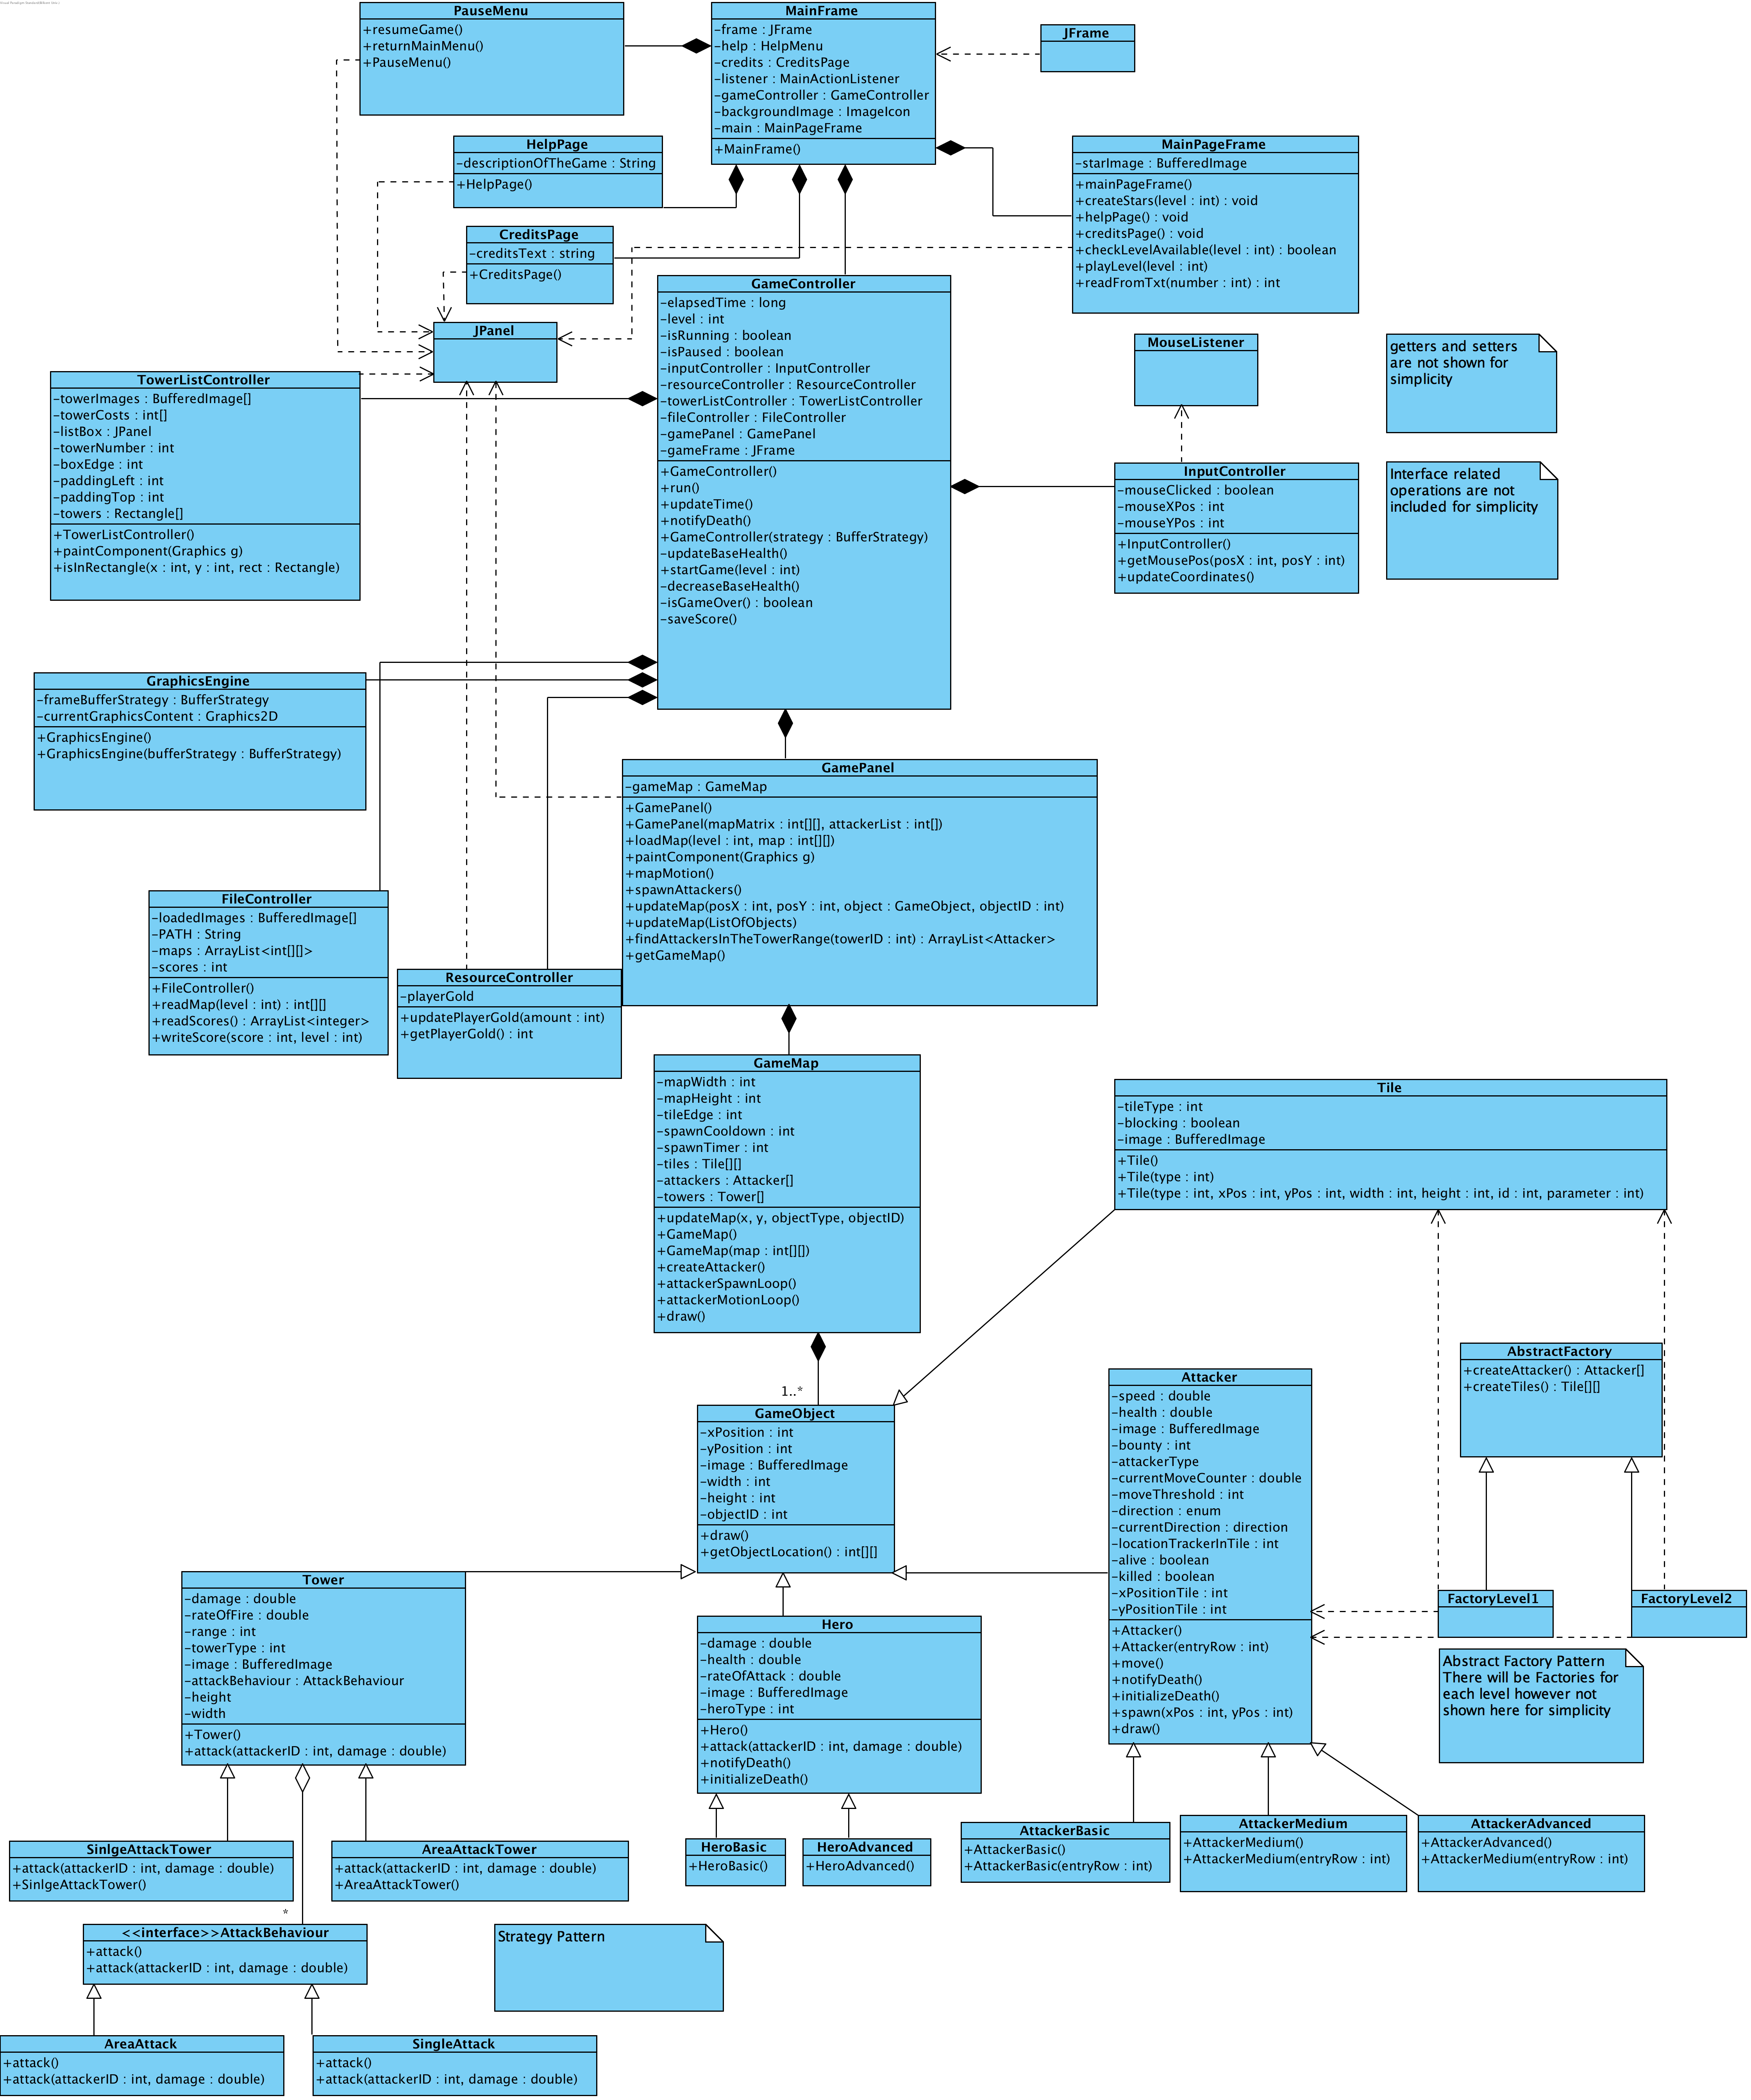 PauseMenu
+resumeGame()
+returnMainMenu()
+PauseMenu()
MainFrame
-frame : JFrame
-help : HelpMenu
-credits : CreditsPage
-listener : MainActionListener
-gameController : GameController
-backgroundImage : ImageIcon
-main : MainPageFrame
+MainFrame()
JFrame
HelpPage
-descriptionOfTheGame : String
+HelpPage()
MainPageFrame
-starImage : BufferedImage
+mainPageFrame()
+createStars(level : int) : void
+helpPage() : void
+creditsPage() : void
+checkLevelAvailable(level : int) : boolean
+playLevel(level : int)
+readFromTxt(number : int) : int
CreditsPage
-creditsText : string
+CreditsPage()
JPanel
GameController
-elapsedTime : long
-level : int
-isRunning : boolean
-isPaused : boolean
-inputController : InputController
-resourceController : ResourceController
-towerListController : TowerListController
-fileController : FileController
-gamePanel : GamePanel
-gameFrame : JFrame
+GameController()
+run()
+updateTime()
+notifyDeath()
+GameController(strategy : BufferStrategy)
-updateBaseHealth()
+startGame(level : int)
-decreaseBaseHealth()
-isGameOver() : boolean
-saveScore()
MouseListener
getters and setters
are not shown for
simplicity
TowerListController
-towerImages : BufferedImage[]
-towerCosts : int[]
-listBox : JPanel
-towerNumber : int
-boxEdge : int
-paddingLeft : int
-paddingTop : int
-towers : Rectangle[]
+TowerListController()
+paintComponent(Graphics g)
+isInRectangle(x : int, y : int, rect : Rectangle)
InputController
-mouseClicked : boolean
-mouseXPos : int
-mouseYPos : int
+InputController()
+getMousePos(posX : int, posY : int)
+updateCoordinates()
Interface related
operations are not
included for simplicity
GraphicsEngine
-frameBufferStrategy : BufferStrategy
-currentGraphicsContent : Graphics2D
+GraphicsEngine()
+GraphicsEngine(bufferStrategy : BufferStrategy)
GamePanel
-gameMap : GameMap
+GamePanel()
+GamePanel(mapMatrix : int[][], attackerList : int[])
+loadMap(level : int, map : int[][])
+paintComponent(Graphics g)
+mapMotion()
+spawnAttackers()
+updateMap(posX : int, posY : int, object : GameObject, objectID : int)
+updateMap(ListOfObjects)
+findAttackersInTheTowerRange(towerID : int) : ArrayList<Attacker>
+getGameMap()
FileController
-loadedImages : BufferedImage[]
-PATH : String
-maps : ArrayList<int[][]>
-scores : int
+FileController()
+readMap(level : int) : int[][]
+readScores() : ArrayList<integer>
+writeScore(score : int, level : int)
ResourceController
-playerGold
+updatePlayerGold(amount : int)
+getPlayerGold() : int
GameMap
-mapWidth : int
-mapHeight : int
-tileEdge : int
-spawnCooldown : int
-spawnTimer : int
-tiles : Tile[][]
-attackers : Attacker[]
-towers : Tower[]
+updateMap(x, y, objectType, objectID)
+GameMap()
+GameMap(map : int[][])
+createAttacker()
+attackerSpawnLoop()
+attackerMotionLoop()
+draw()
Tile
-tileType : int
-blocking : boolean
-image : BufferedImage
+Tile()
+Tile(type : int)
+Tile(type : int, xPos : int, yPos : int, width : int, height : int, id : int, parameter : int)
1..*
GameObject
-xPosition : int
-yPosition : int
-image : BufferedImage
-width : int
-height : int
-objectID : int
+draw()
+getObjectLocation() : int[][]
Attacker
-speed : double
-health : double
-image : BufferedImage
-bounty : int
-attackerType
-currentMoveCounter : double
-moveThreshold : int
-direction : enum
-currentDirection : direction
-locationTrackerInTile : int
-alive : boolean
-killed : boolean
-xPositionTile : int
-yPositionTile : int
+Attacker()
+Attacker(entryRow : int)
+move()
+notifyDeath()
+initializeDeath()
+spawn(xPos : int, yPos : int)
+draw()
AbstractFactory
+createAttacker() : Attacker[]
+createTiles() : Tile[][]
FactoryLevel1
FactoryLevel2
Abstract Factory Pattern
There will be Factories for
each level however not
shown here for simplicity
Tower
-damage : double
-rateOfFire : double
-range : int
-towerType : int
-image : BufferedImage
-attackBehaviour : AttackBehaviour
-height
-width
+Tower()
+attack(attackerID : int, damage : double)
Hero
-damage : double
-health : double
-rateOfAttack : double
-image : BufferedImage
-heroType : int
+Hero()
+attack(attackerID : int, damage : double)
+notifyDeath()
+initializeDeath()
SinlgeAttackTower
+attack(attackerID : int, damage : double)
+SinlgeAttackTower()
AreaAttackTower
+attack(attackerID : int, damage : double)
+AreaAttackTower()
HeroBasic
+HeroBasic()
HeroAdvanced
+HeroAdvanced()
AttackerBasic
+AttackerBasic()
+AttackerBasic(entryRow : int)
AttackerMedium
+AttackerMedium()
+AttackerMedium(entryRow : int)
AttackerAdvanced
+AttackerAdvanced()
+AttackerMedium(entryRow : int)
*
<<interface>>AttackBehaviour
+attack()
+attack(attackerID : int, damage : double)
Strategy Pattern
AreaAttack
+attack()
+attack(attackerID : int, damage : double)
SingleAttack
+attack()
+attack(attackerID : int, damage : double)